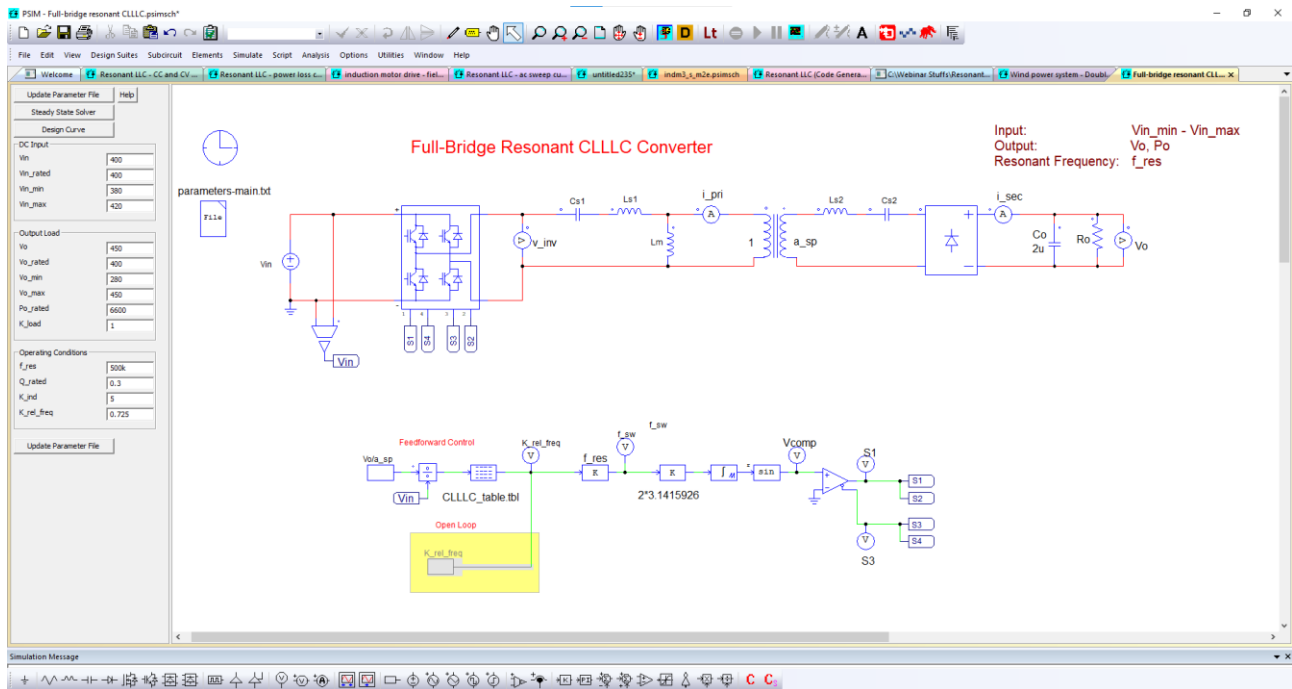 PSIM - Full-bridge resonant CLLLC.psimsch*
File Edit View Design Suites Subcircuit Elements Simulate Script Analysis Options Utilities Window Help
Welcome
Resonant LLC - CC and CV ...
Resonant LLC - power loss c...
induction motor drive - fiel...
Resonant LLC - ac sweep cu...
untitled235*
indm3_s_m2e.psimsch
Resonant LLC (Code Genera...
C:\Webinar Stuffs\Resonant...
Wind power system - Doubl...
Full-bridge resonant CLL... x
Update Parameter File Help
Steady State Solver
Design Curve
DC Input
Vin 400
Vin_rated 400
Vin_min 380
Vin_max 420
Output Load
Vo 450
Vo_rated 400
Vo_min 280
Vo_max 450
Po_rated 6600
K_load 1
Operating Conditions
f_res 500k
Q_rated 0.3
K_ind 5
K_rel_freq 0.725
Update Parameter File
parameters-main.txt
File
Full-Bridge Resonant CLLLC Converter
Input: Vin_min - Vin_max
Output: Vo, Po
Resonant Frequency: f_res
Vin
S1 S4 S3 S2
Vin
v_inv
Cs1
Ls1
Lm
i_pri
A
1
a_sp
Ls2
Cs2
i_sec
A
Co
2u
Ro
Vo
Feedforward Control
Vo/a_sp
Vin
CLLLC_table.tbl
K_rel_freq
V
f_res
K
f_sw
V
f_sw
K
2*3.1415926
sin
Vcomp
V
S1
V
S1
S2
S3
S4
V
S3
Open Loop
K_rel_freq
Simulation Message